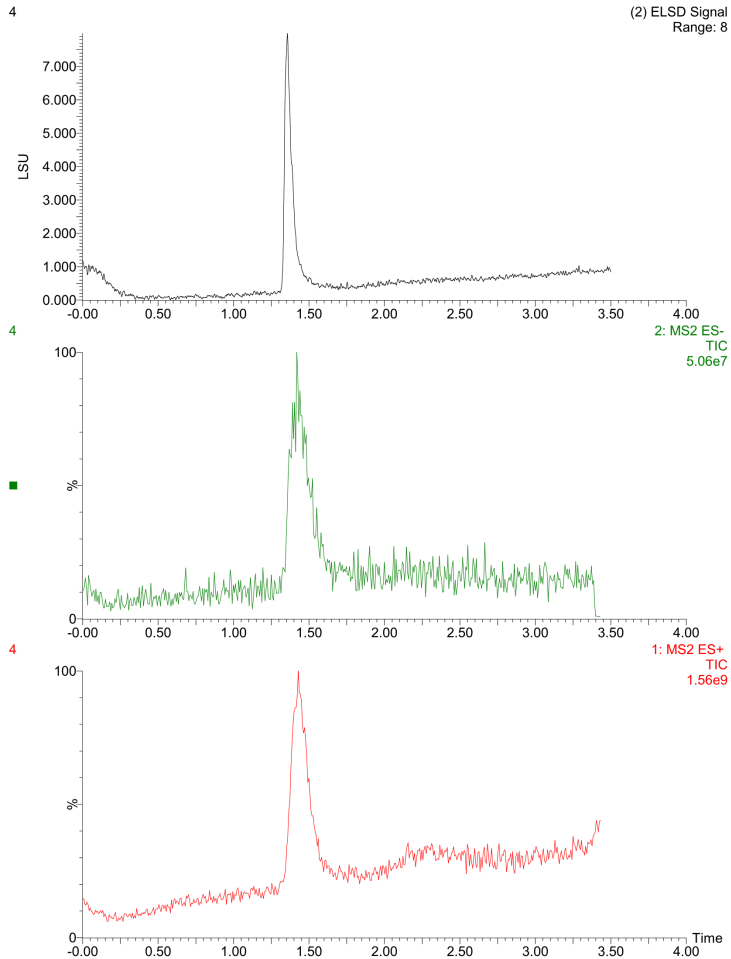 4
(2) ELSD Signal
Range: 8
7.000
6.000
5.000
4.000
3.000
2.000
1.000
0.000
LSU
-0.00 0.50 1.00 1.50 2.00 2.50 3.00 3.50 4.00
4
2: MS2 ES-
TIC
5.06e7
100
%
0
-0.00 0.50 1.00 1.50 2.00 2.50 3.00 3.50 4.00
4
1: MS2 ES+
TIC
1.56e9
100
%
0
Time
-0.00 0.50 1.00 1.50 2.00 2.50 3.00 3.50 4.00